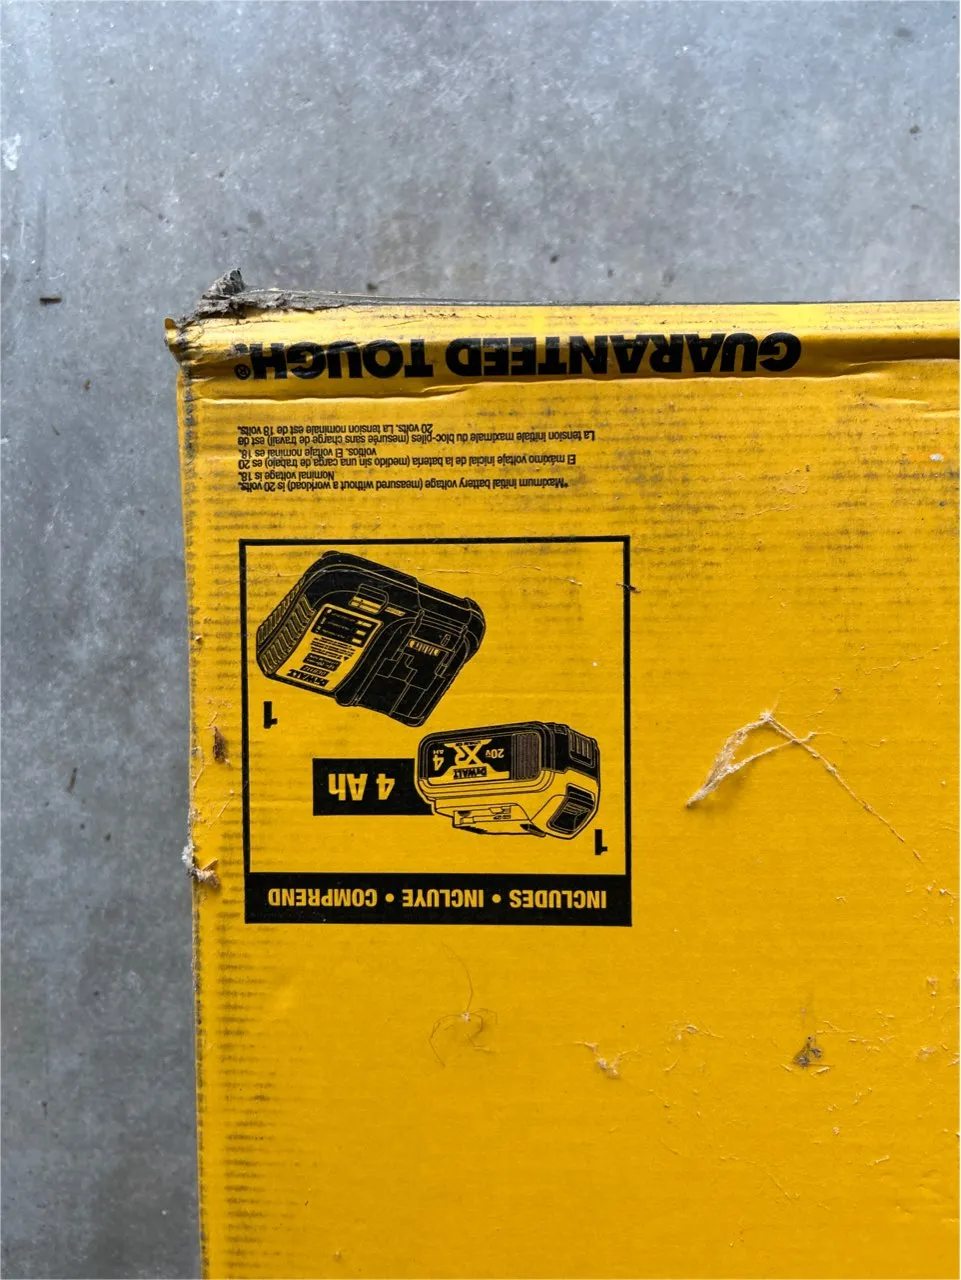 INCLUDES • INCLUYE • COMPREND
1
4 Ah
DEWALT
20V XR 4 AH
1
DEWALT
*Maximum initial battery voltage (measured without a workload) is 20 volts.
Nominal voltage is 18.
El máximo voltaje inicial de la batería (medido sin una carga de trabajo) es 20
voltios. El voltaje nominal es 18.
La tension initiale maximale du bloc-piles (mesurée sans charge de travail) est de
20 volts. La tension nominale est de 18 volts.
GUARANTEED TOUGH.®